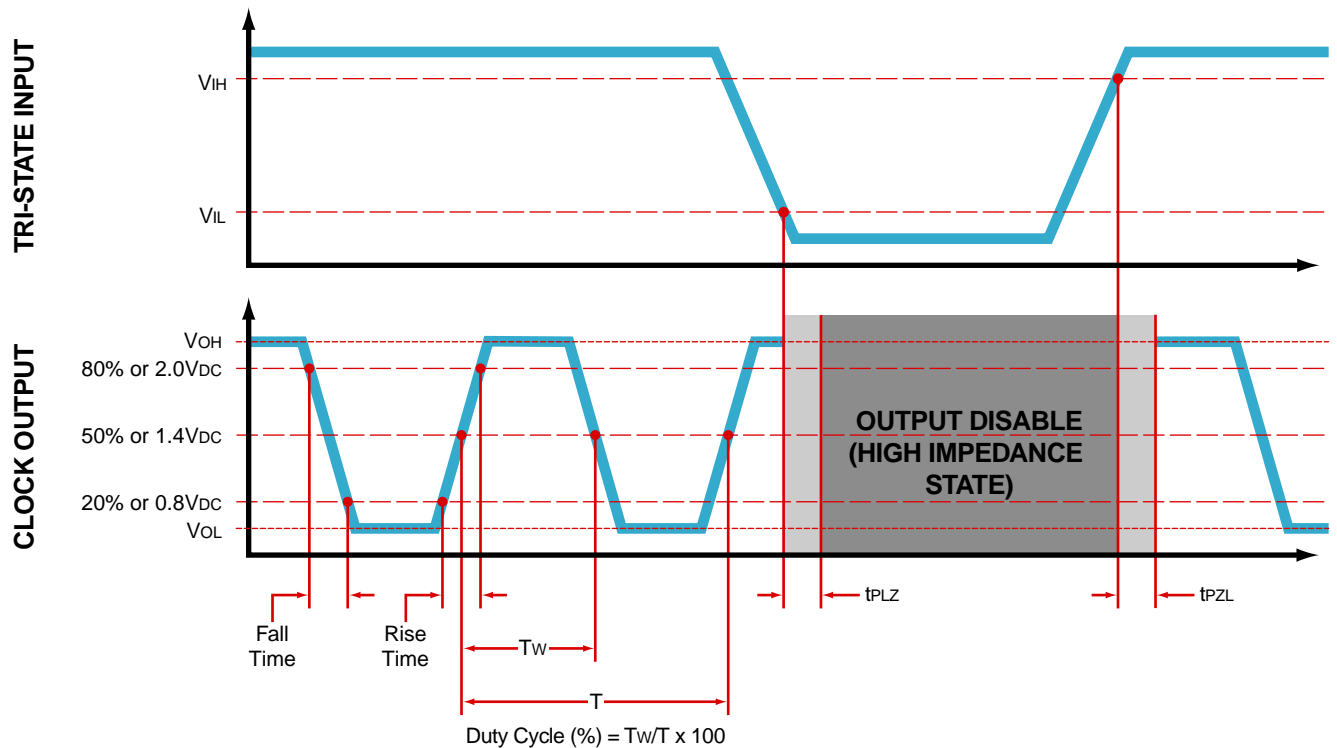 TRI-STATE INPUT
VIH
VIL
CLOCK OUTPUT
VOH
80% or 2.0VDC
50% or 1.4VDC
20% or 0.8VDC
VOL
OUTPUT DISABLE
(HIGH IMPEDANCE
STATE)
tPLZ
tPZL
Fall
Time
Rise
Time
TW
T
Duty Cycle (%) = TW/T x 100